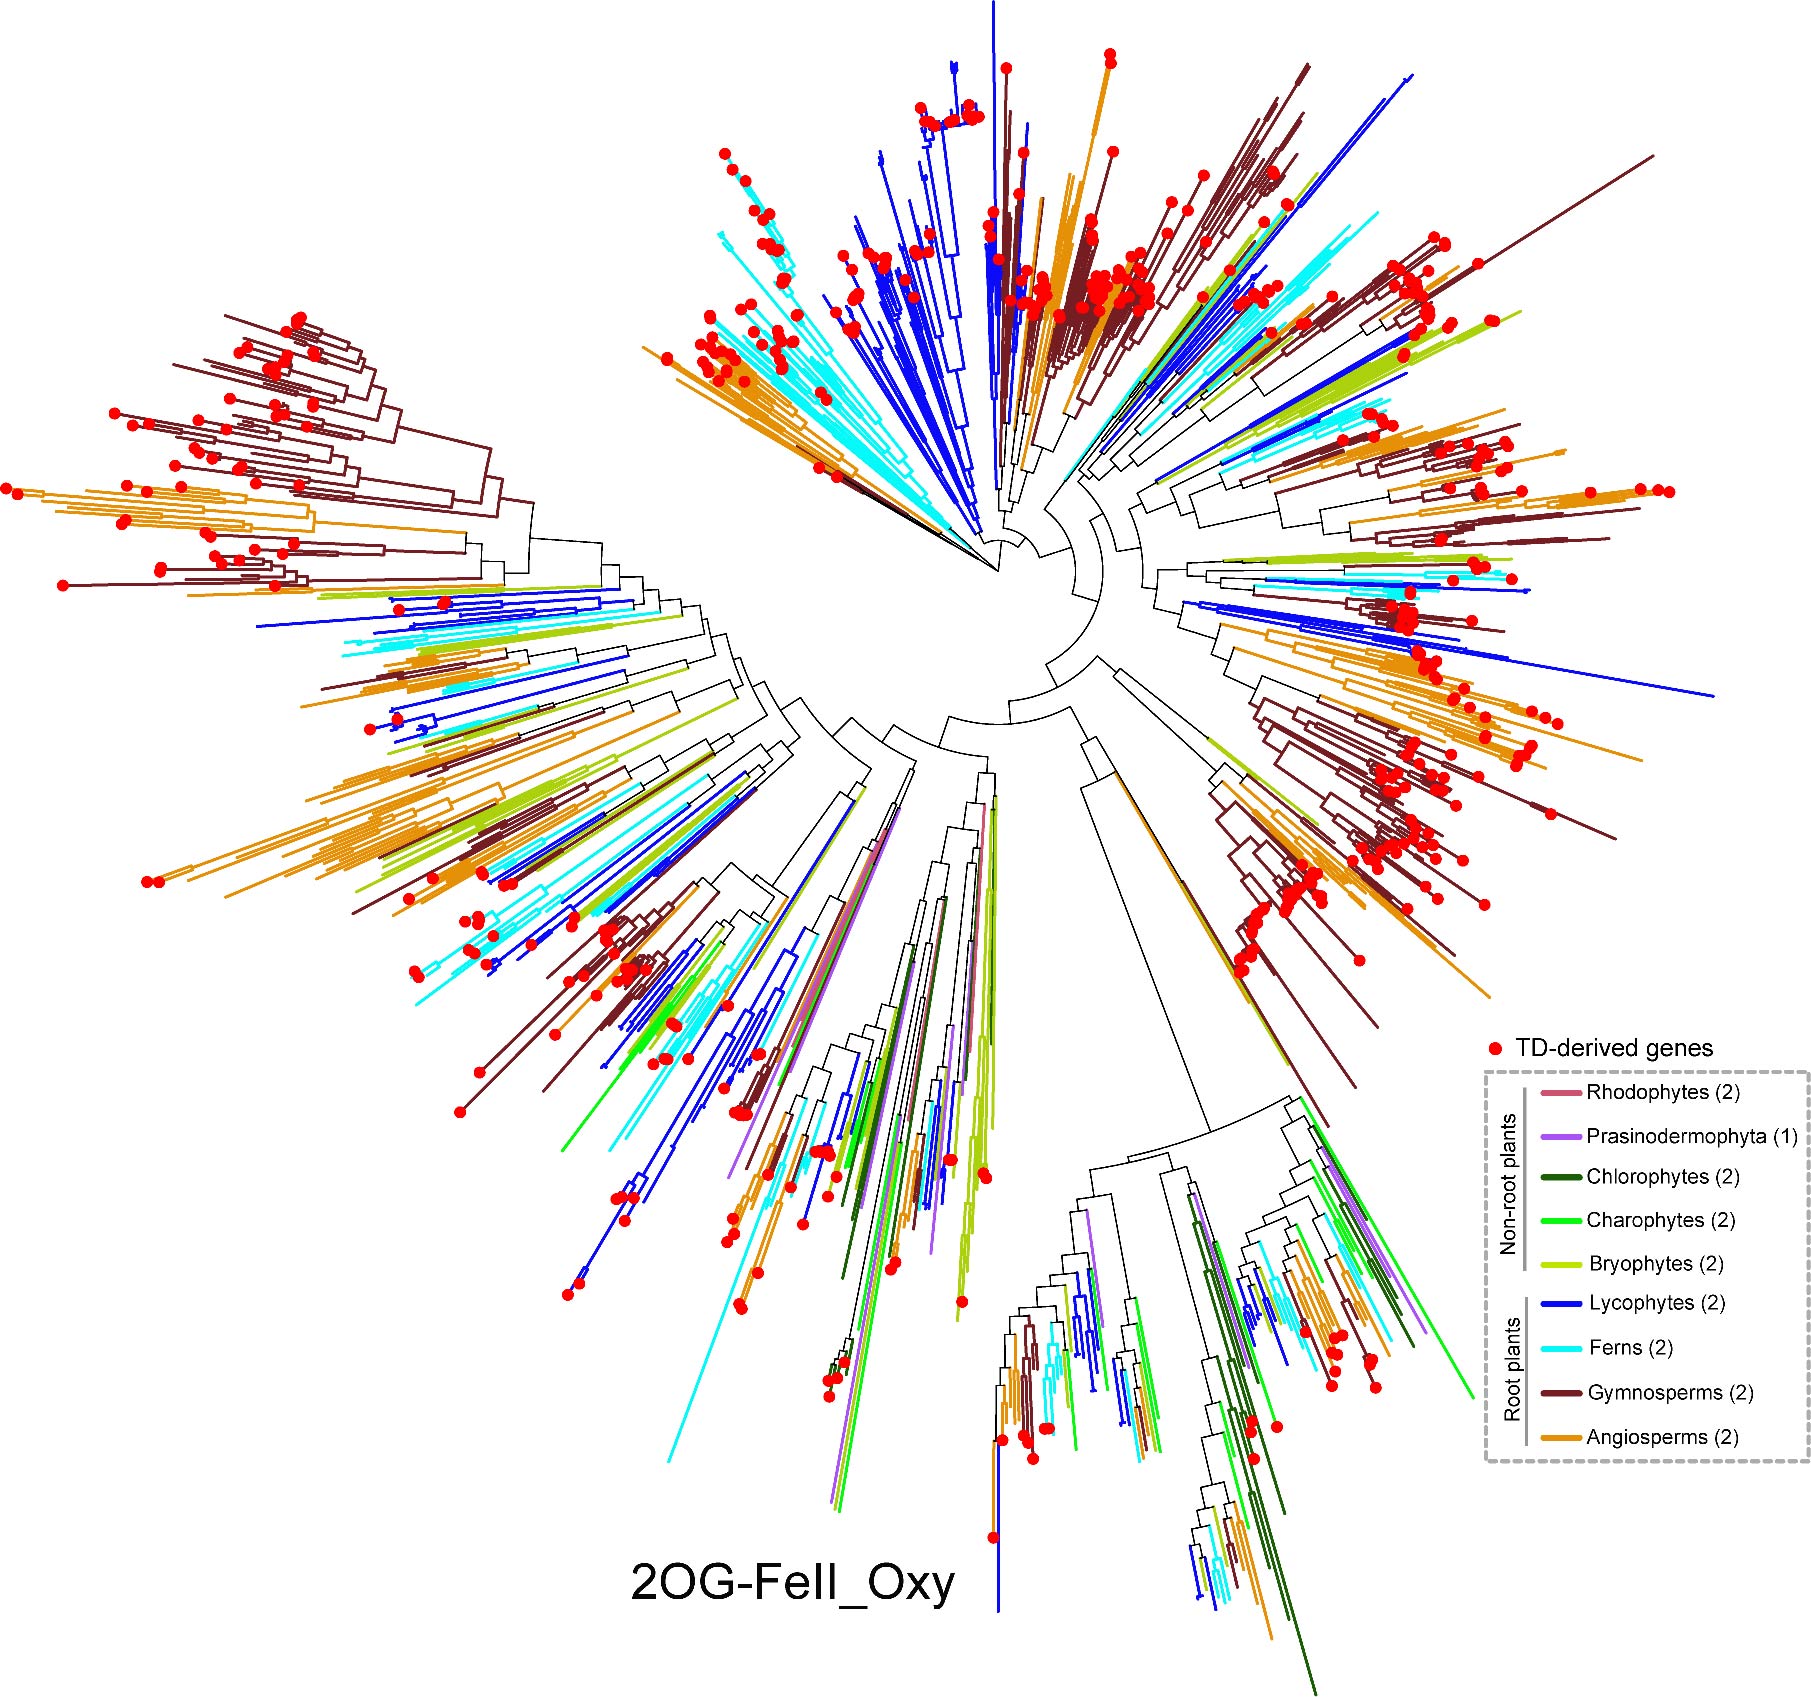 TD-derived genes
Non-root plants
Rhodophytes (2)
Prasinodermophyta (1)
Chlorophytes (2)
Charophytes (2)
Bryophytes (2)
Root plants
Lycophytes (2)
Ferns (2)
Gymnosperms (2)
Angiosperms (2)
2OG-FeII_Oxy